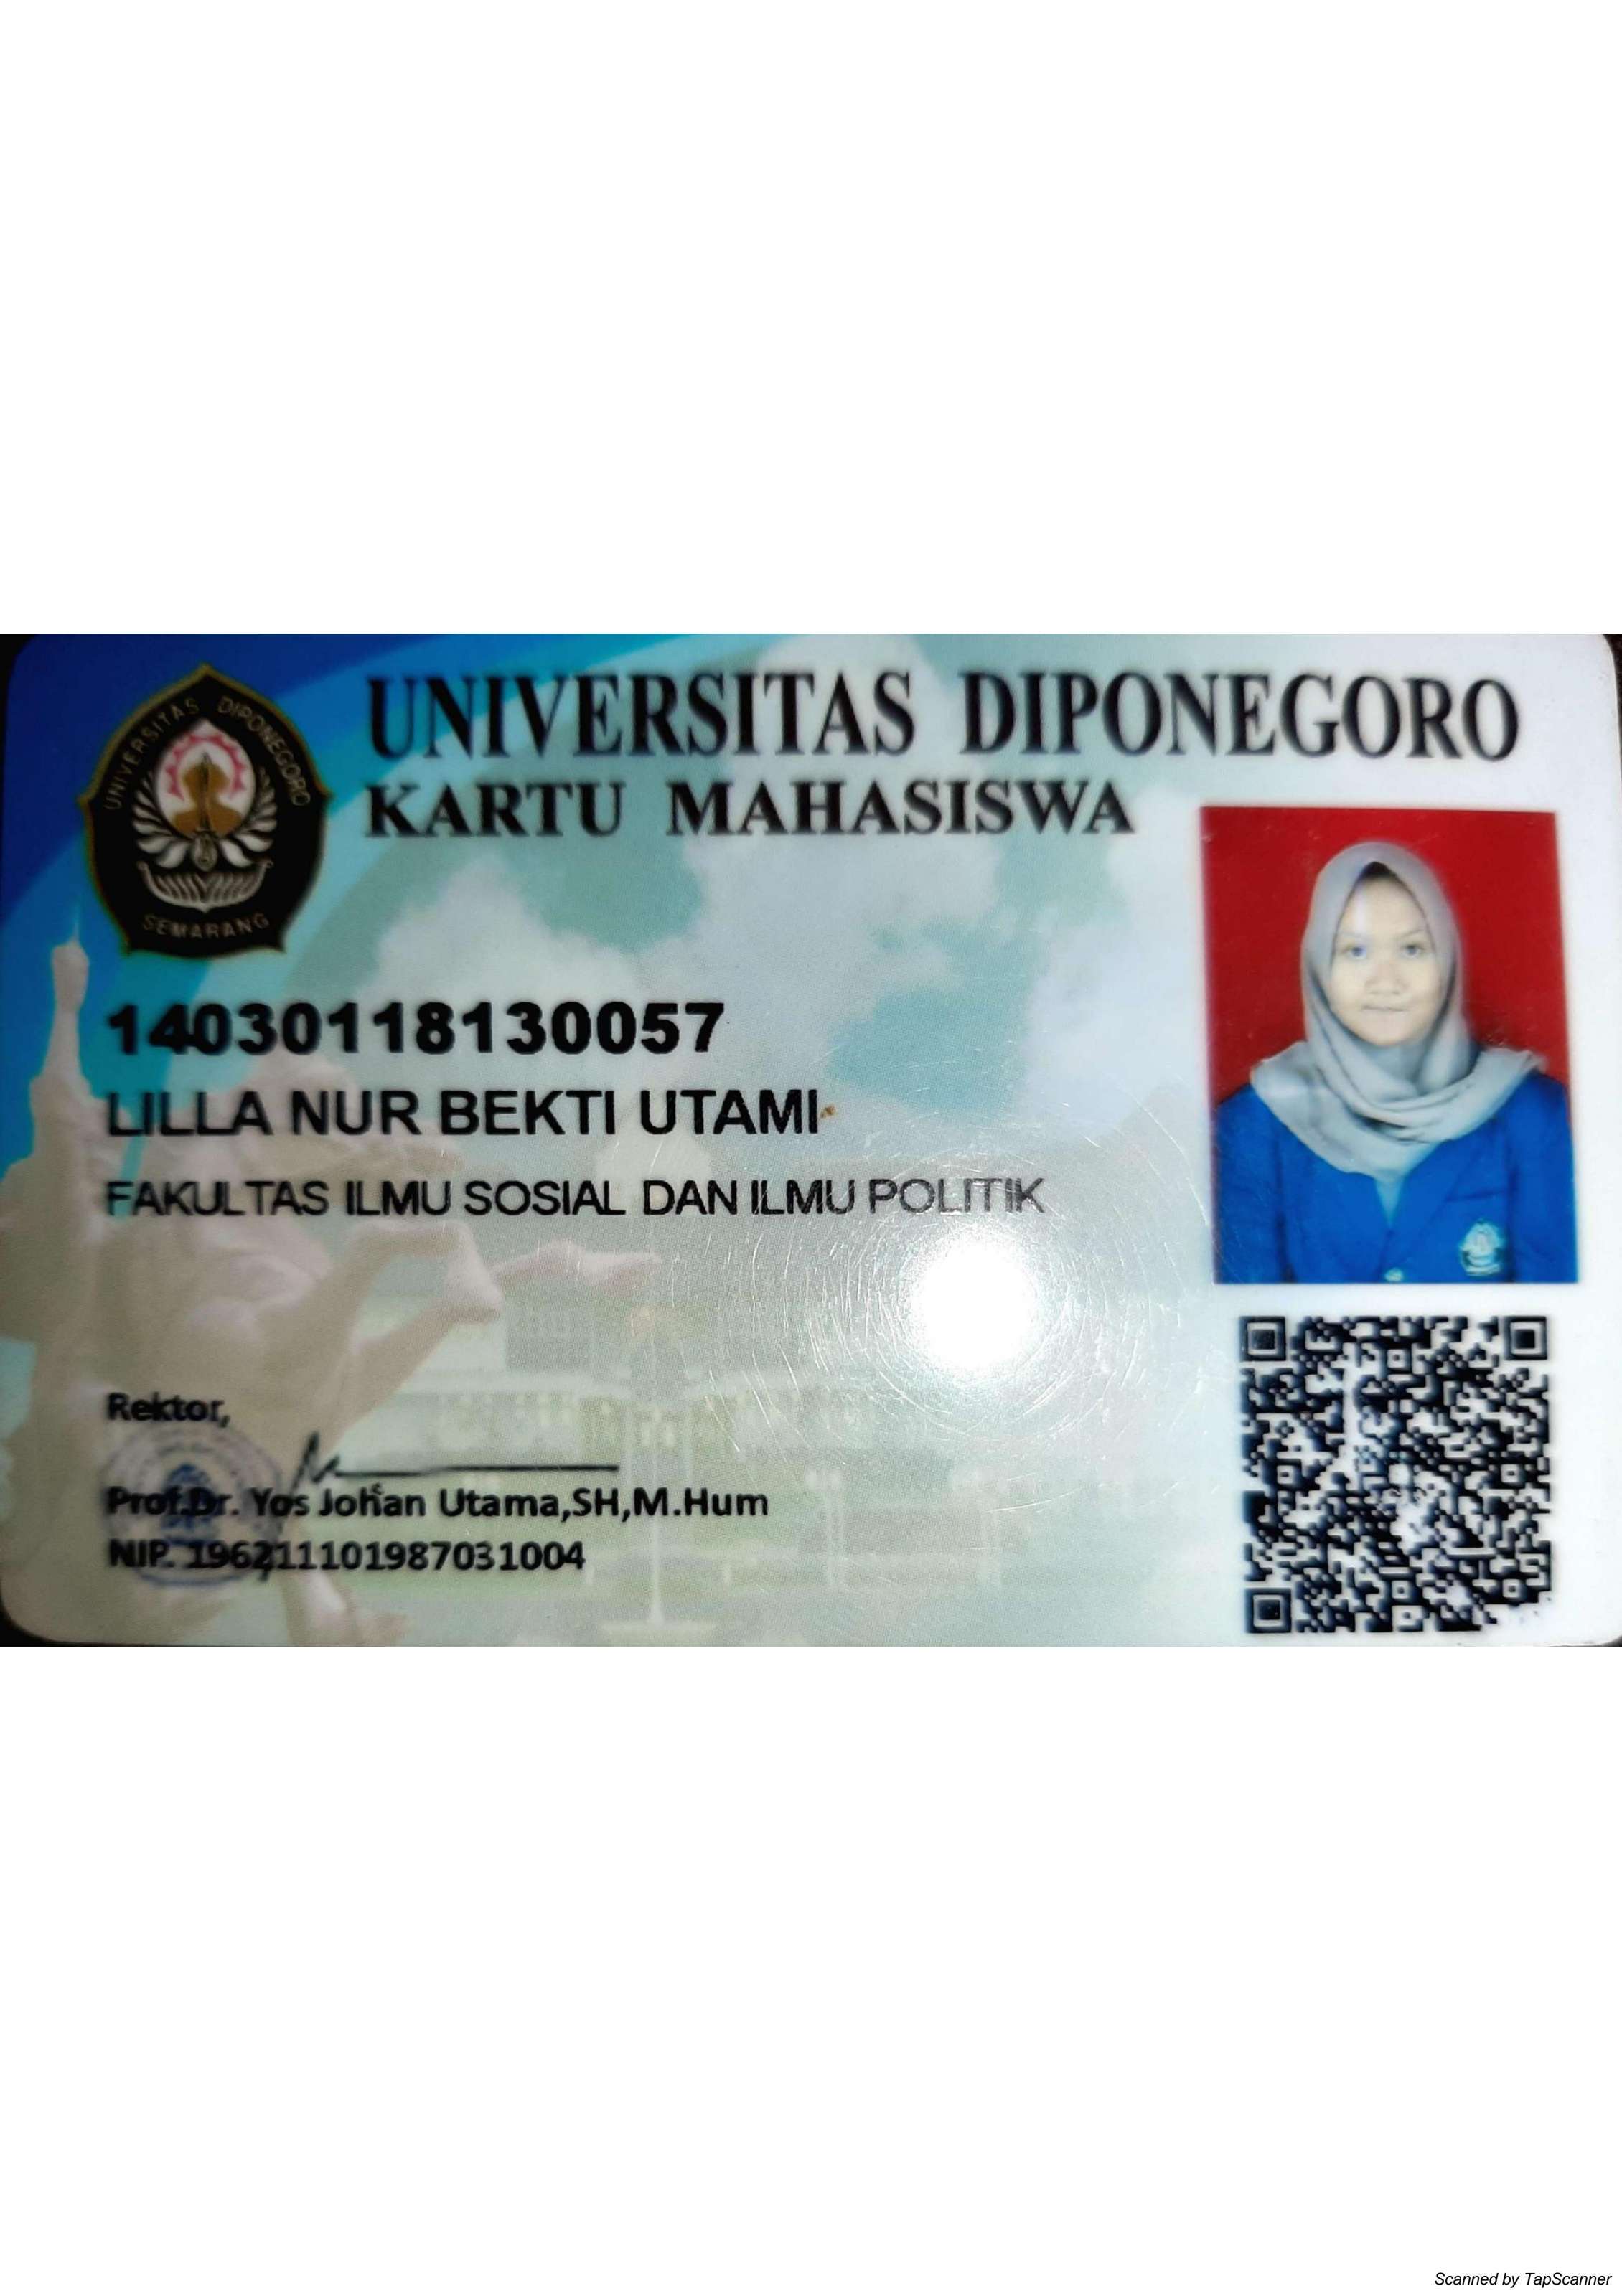 UNIVERSITAS DIPONEGORO
KARTU MAHASISWA
UNIVERSITAS DIPONEGORO
SEMARANG
14030118130057
LILLA NUR BEKTI UTAMI
FAKULTAS ILMU SOSIAL DAN ILMU POLITIK
Rektor,
Prof.Dr. Yos Johan Utama,SH,M.Hum
NIP. 196211101987031004
Scanned by TapScanner